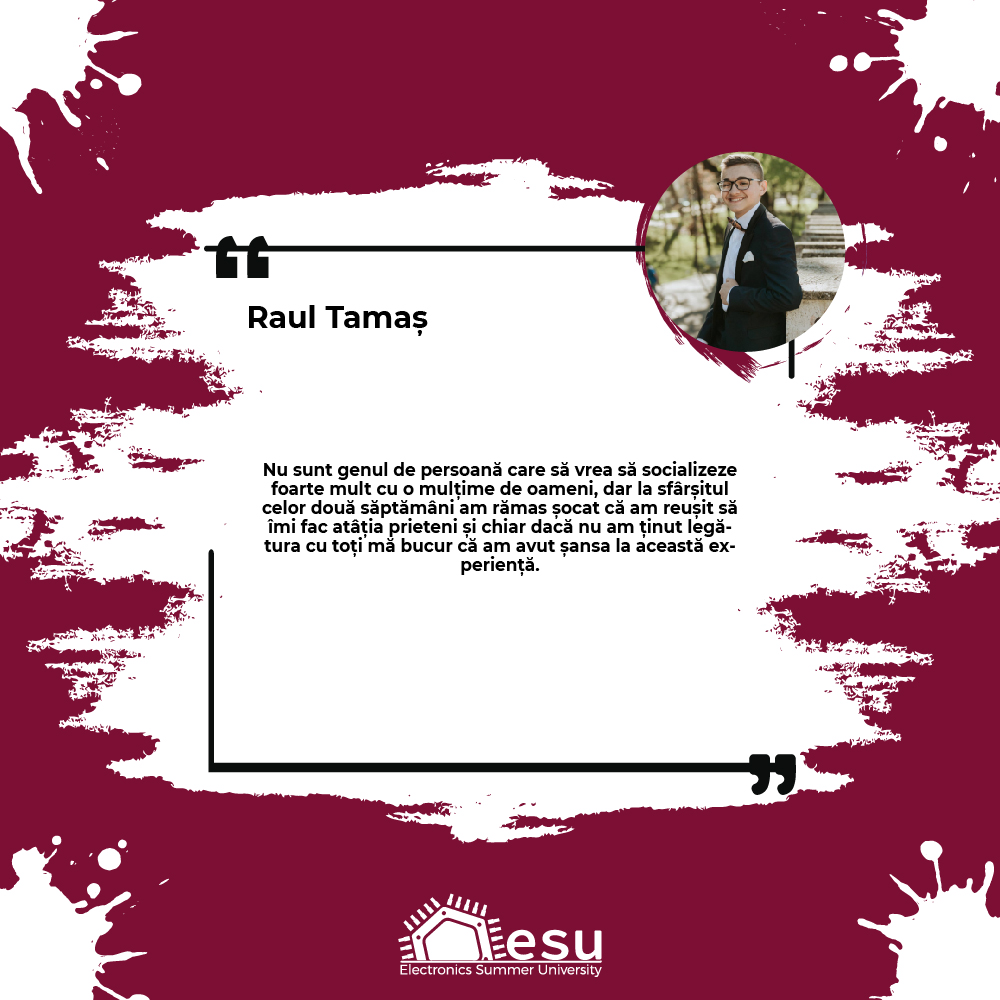 Raul Tamaș
Nu sunt genul de persoană care să vrea să socializeze
foarte mult cu o mulțime de oameni, dar la sfârșitul
celor două săptămâni am rămas șocat că am reușit să
îmi fac atâția prieteni și chiar dacă nu am ținut legă-
tura cu toți mă bucur că am avut șansa la această ex-
periență.
esu
Electronics Summer University